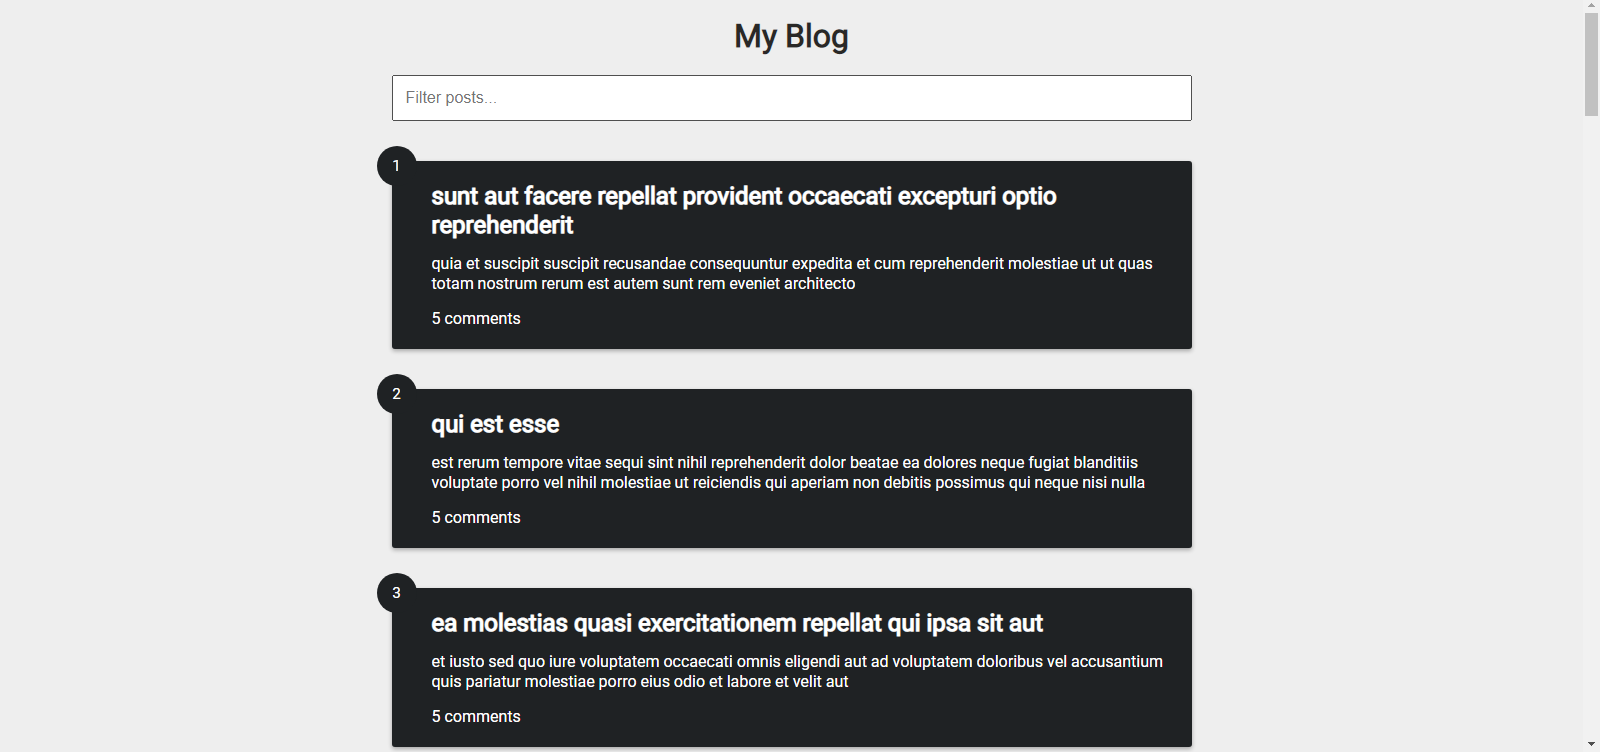 My Blog
Filter posts...
1
sunt aut facere repellat provident occaecati excepturi optio
reprehenderit
quia et suscipit suscipit recusandae consequuntur expedita et cum reprehenderit molestiae ut ut quas
totam nostrum rerum est autem sunt rem eveniet architecto
5 comments
2
qui est esse
est rerum tempore vitae sequi sint nihil reprehenderit dolor beatae ea dolores neque fugiat blanditiis
voluptate porro vel nihil molestiae ut reiciendis qui aperiam non debitis possimus qui neque nisi nulla
5 comments
3
ea molestias quasi exercitationem repellat qui ipsa sit aut
et iusto sed quo iure voluptatem occaecati omnis eligendi aut ad voluptatem doloribus vel accusantium
quis pariatur molestiae porro eius odio et labore et velit aut
5 comments